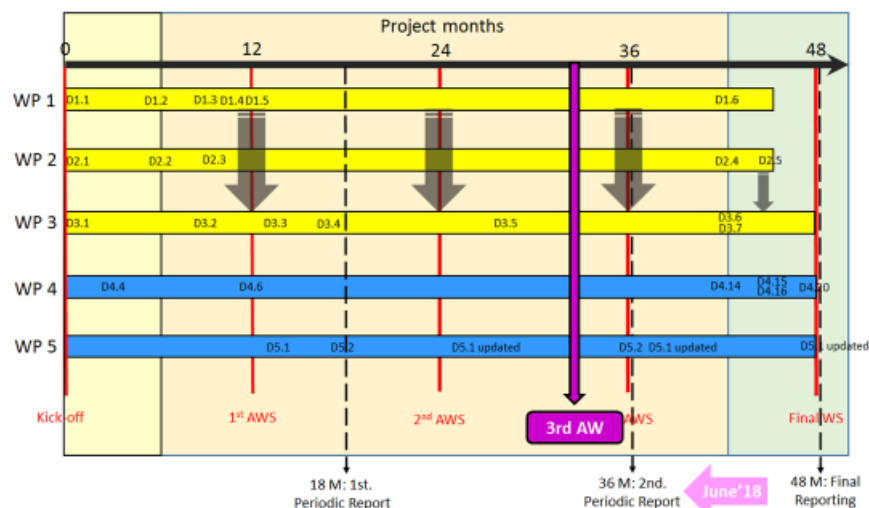 Project months
0 12 24 36 48
WP 1 D1.1 D1.2 D1.3 D1.4 D1.5 D1.6
WP 2 D2.1 D2.2 D2.3 D2.4 D2.5
WP 3 D3.1 D3.2 D3.3 D3.4 D3.5 D3.6
D3.7
WP 4 D4.4 D4.6 D4.14 D4.15 D4.20
D4.16
WP 5 D5.1 D5.2 D5.1 updated D5.2 D5.1 updated D5.1 updated
Kick-off 1st AWS 2nd AWS 3rd AW AWS Final WS
18 M: 1st. 36 M: 2nd. June'18 48 M: Final
Periodic Report Periodic Report Reporting